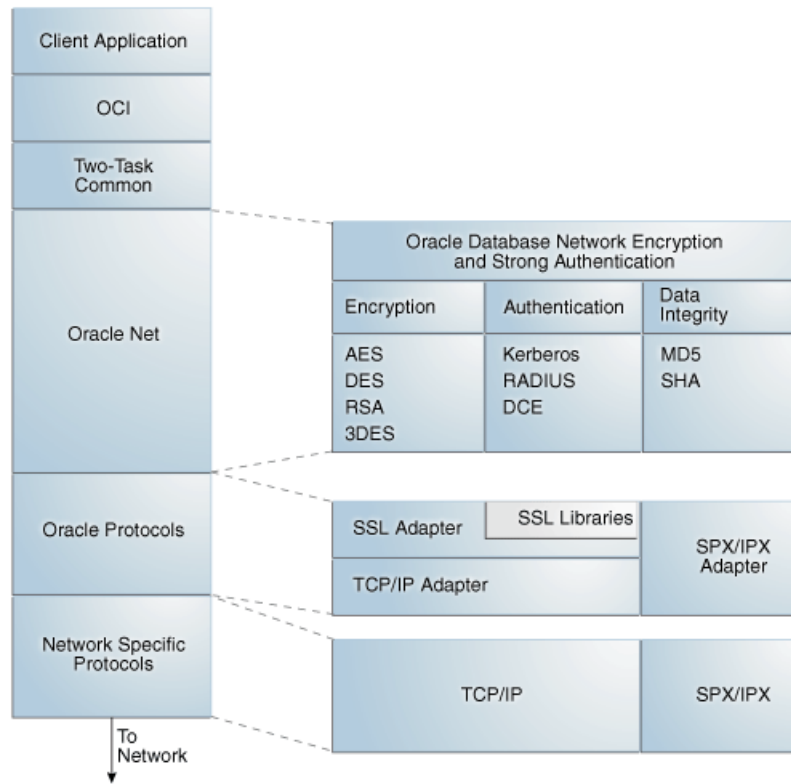 Client Application
OCI
Two-Task
Common
Oracle Net
Oracle Protocols
Network Specific
Protocols
To
Network
Oracle Database Network Encryption
and Strong Authentication
Encryption
Authentication
Data
Integrity
AES
DES
RSA
3DES
Kerberos
RADIUS
DCE
MD5
SHA
SSL Adapter
SSL Libraries
TCP/IP Adapter
SPX/IPX
Adapter
TCP/IP
SPX/IPX